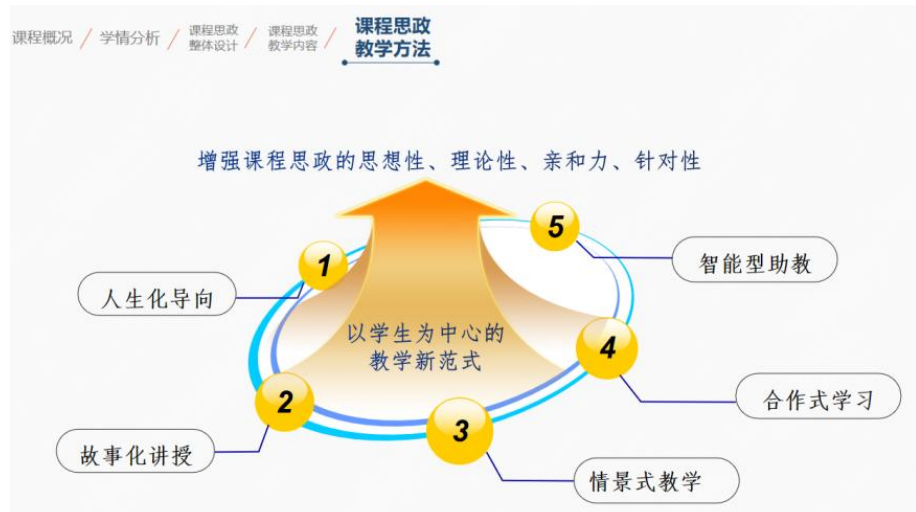 课程概况 / 学情分析 / 课程思政 整体设计 / 课程思政 教学内容 / 课程思政 教学方法
增强课程思政的思想性、理论性、亲和力、针对性
1
人生化导向
2
故事化讲授
3
情景式教学
4
合作式学习
5
智能型助教
以学生为中心的
教学新范式